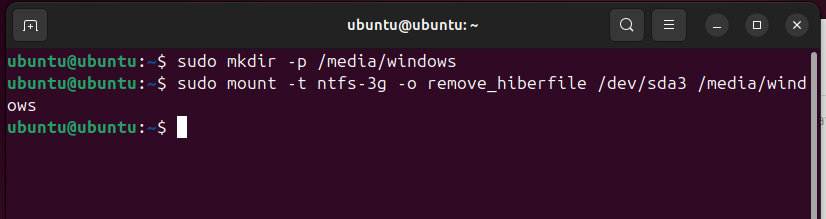 ubuntu@ubuntu: ~
ubuntu@ubuntu:~$ sudo mkdir -p /media/windows
ubuntu@ubuntu:~$ sudo mount -t ntfs-3g -o remove_hiberfile /dev/sda3 /media/wind
ows
ubuntu@ubuntu:~$